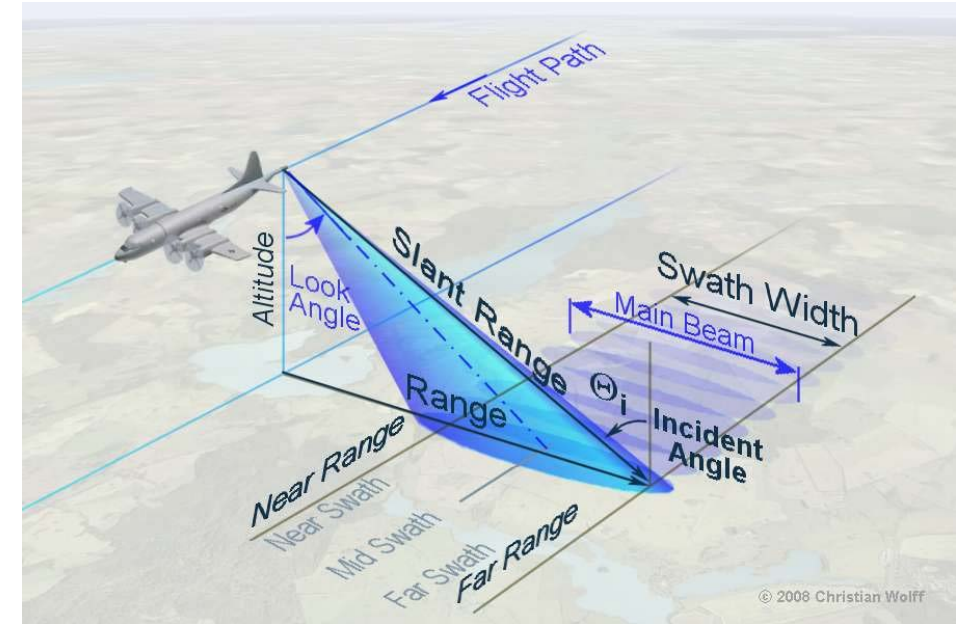 Flight Path
Altitude
Look
Angle
Slant Range
Swath Width
Main Beam
Range
Θi
Incident
Angle
Near Range
Near Swath
Mid Swath
Far Swath
Far Range
© 2008 Christian Wolff